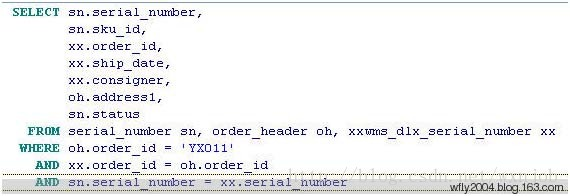 SELECT sn.serial_number,
sn.sku_id,
xx.order_id,
xx.ship_date,
xx.consigner,
oh.address1,
sn.status
FROM serial_number sn, order_header oh, xxwms_dlx_serial_number xx
WHERE oh.order_id = 'YX011'
AND xx.order_id = oh.order_id
AND sn.serial_number = xx.serial_number
wfly2004.blog.163.com